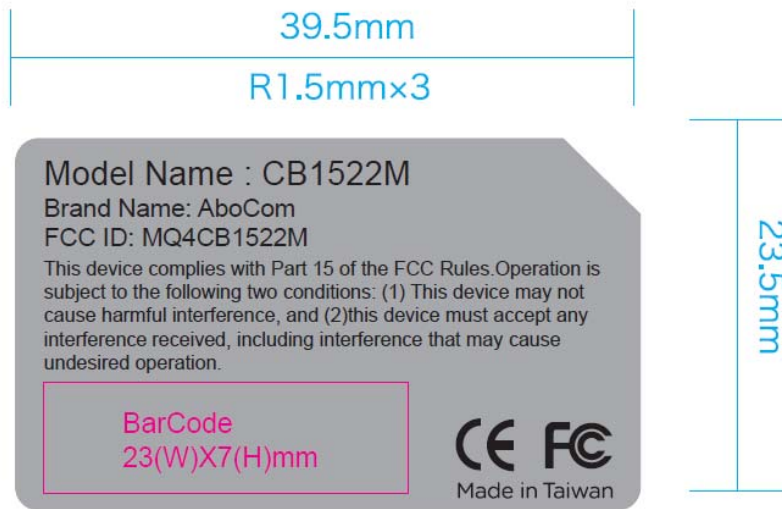 39.5mm
R1.5mm×3
Model Name : CB1522M
Brand Name: AboCom
FCC ID: MQ4CB1522M
This device complies with Part 15 of the FCC Rules.Operation is
subject to the following two conditions: (1) This device may not
cause harmful interference, and (2)this device must accept any
interference received, including interference that may cause
undesired operation.
BarCode
23(W)X7(H)mm
CE FC
Made in Taiwan
23.5mm